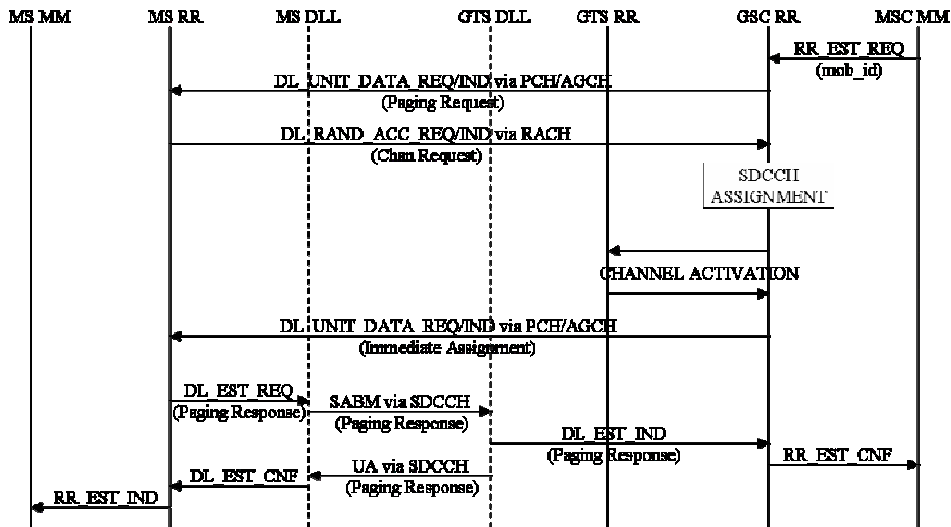 MS MM MS RR MS DLL GTS DLL GTS RR GSC RR MSC MM
RR_EST_REQ
(mob_id)
DL_UNIT_DATA_REQ/IND via PCH/AGCH
(Paging Request)
DL_RAND_ACC_REQ/IND via RACH
(Chan Request)
SDCCH
ASSIGNMENT
CHANNEL ACTIVATION
DL_UNIT_DATA_REQ/IND via PCH/AGCH
(Immediate Assignment)
DL_EST_REQ
(Paging Response)
SABM via SDCCH
(Paging Response)
DL_EST_IND
(Paging Response)
RR_EST_CNF
UA via SDCCH
(Paging Response)
DL_EST_CNF
RR_EST_IND